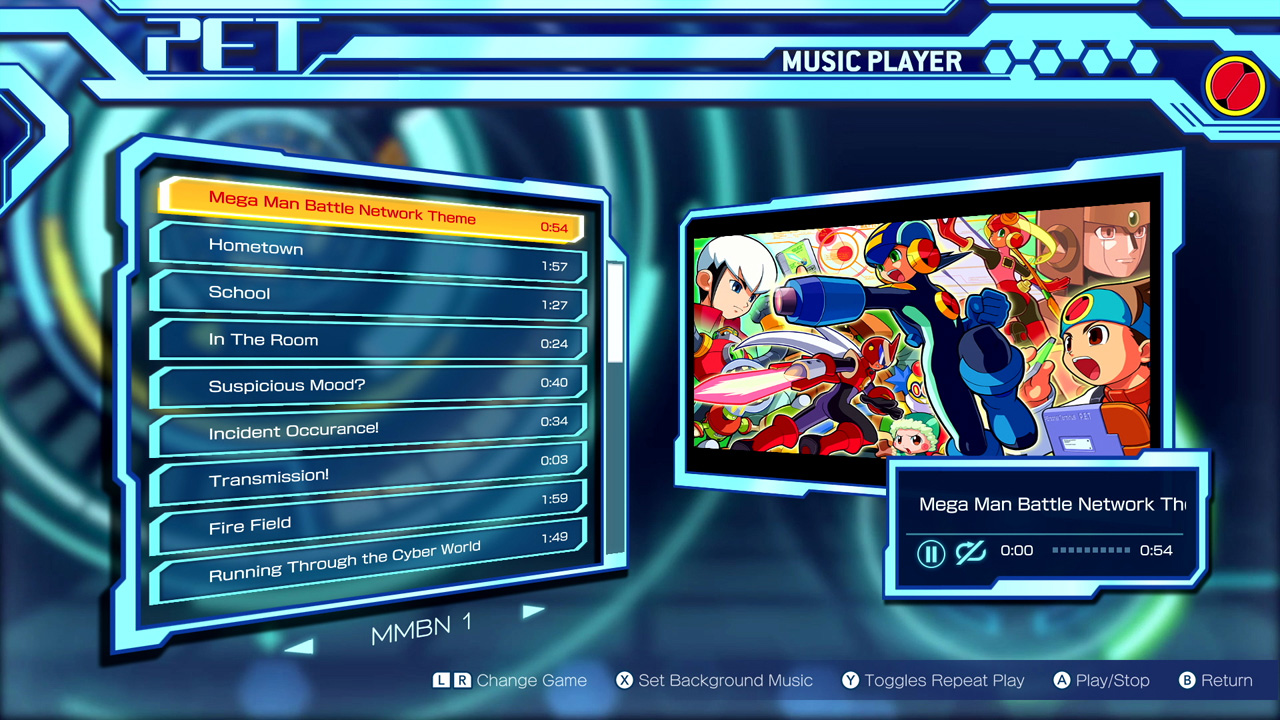 PET
MUSIC PLAYER
Mega Man Battle Network Theme 0:54
Hometown 1:57
School 1:27
In The Room 0:24
Suspicious Mood? 0:40
Incident Occurance! 0:34
Transmission! 0:03
Fire Field 1:59
Running Through the Cyber World 1:49
MMBN 1
Mega Man Battle Network Th
0:00 0:54
L R Change Game X Set Background Music Y Toggles Repeat Play A Play/Stop B Return